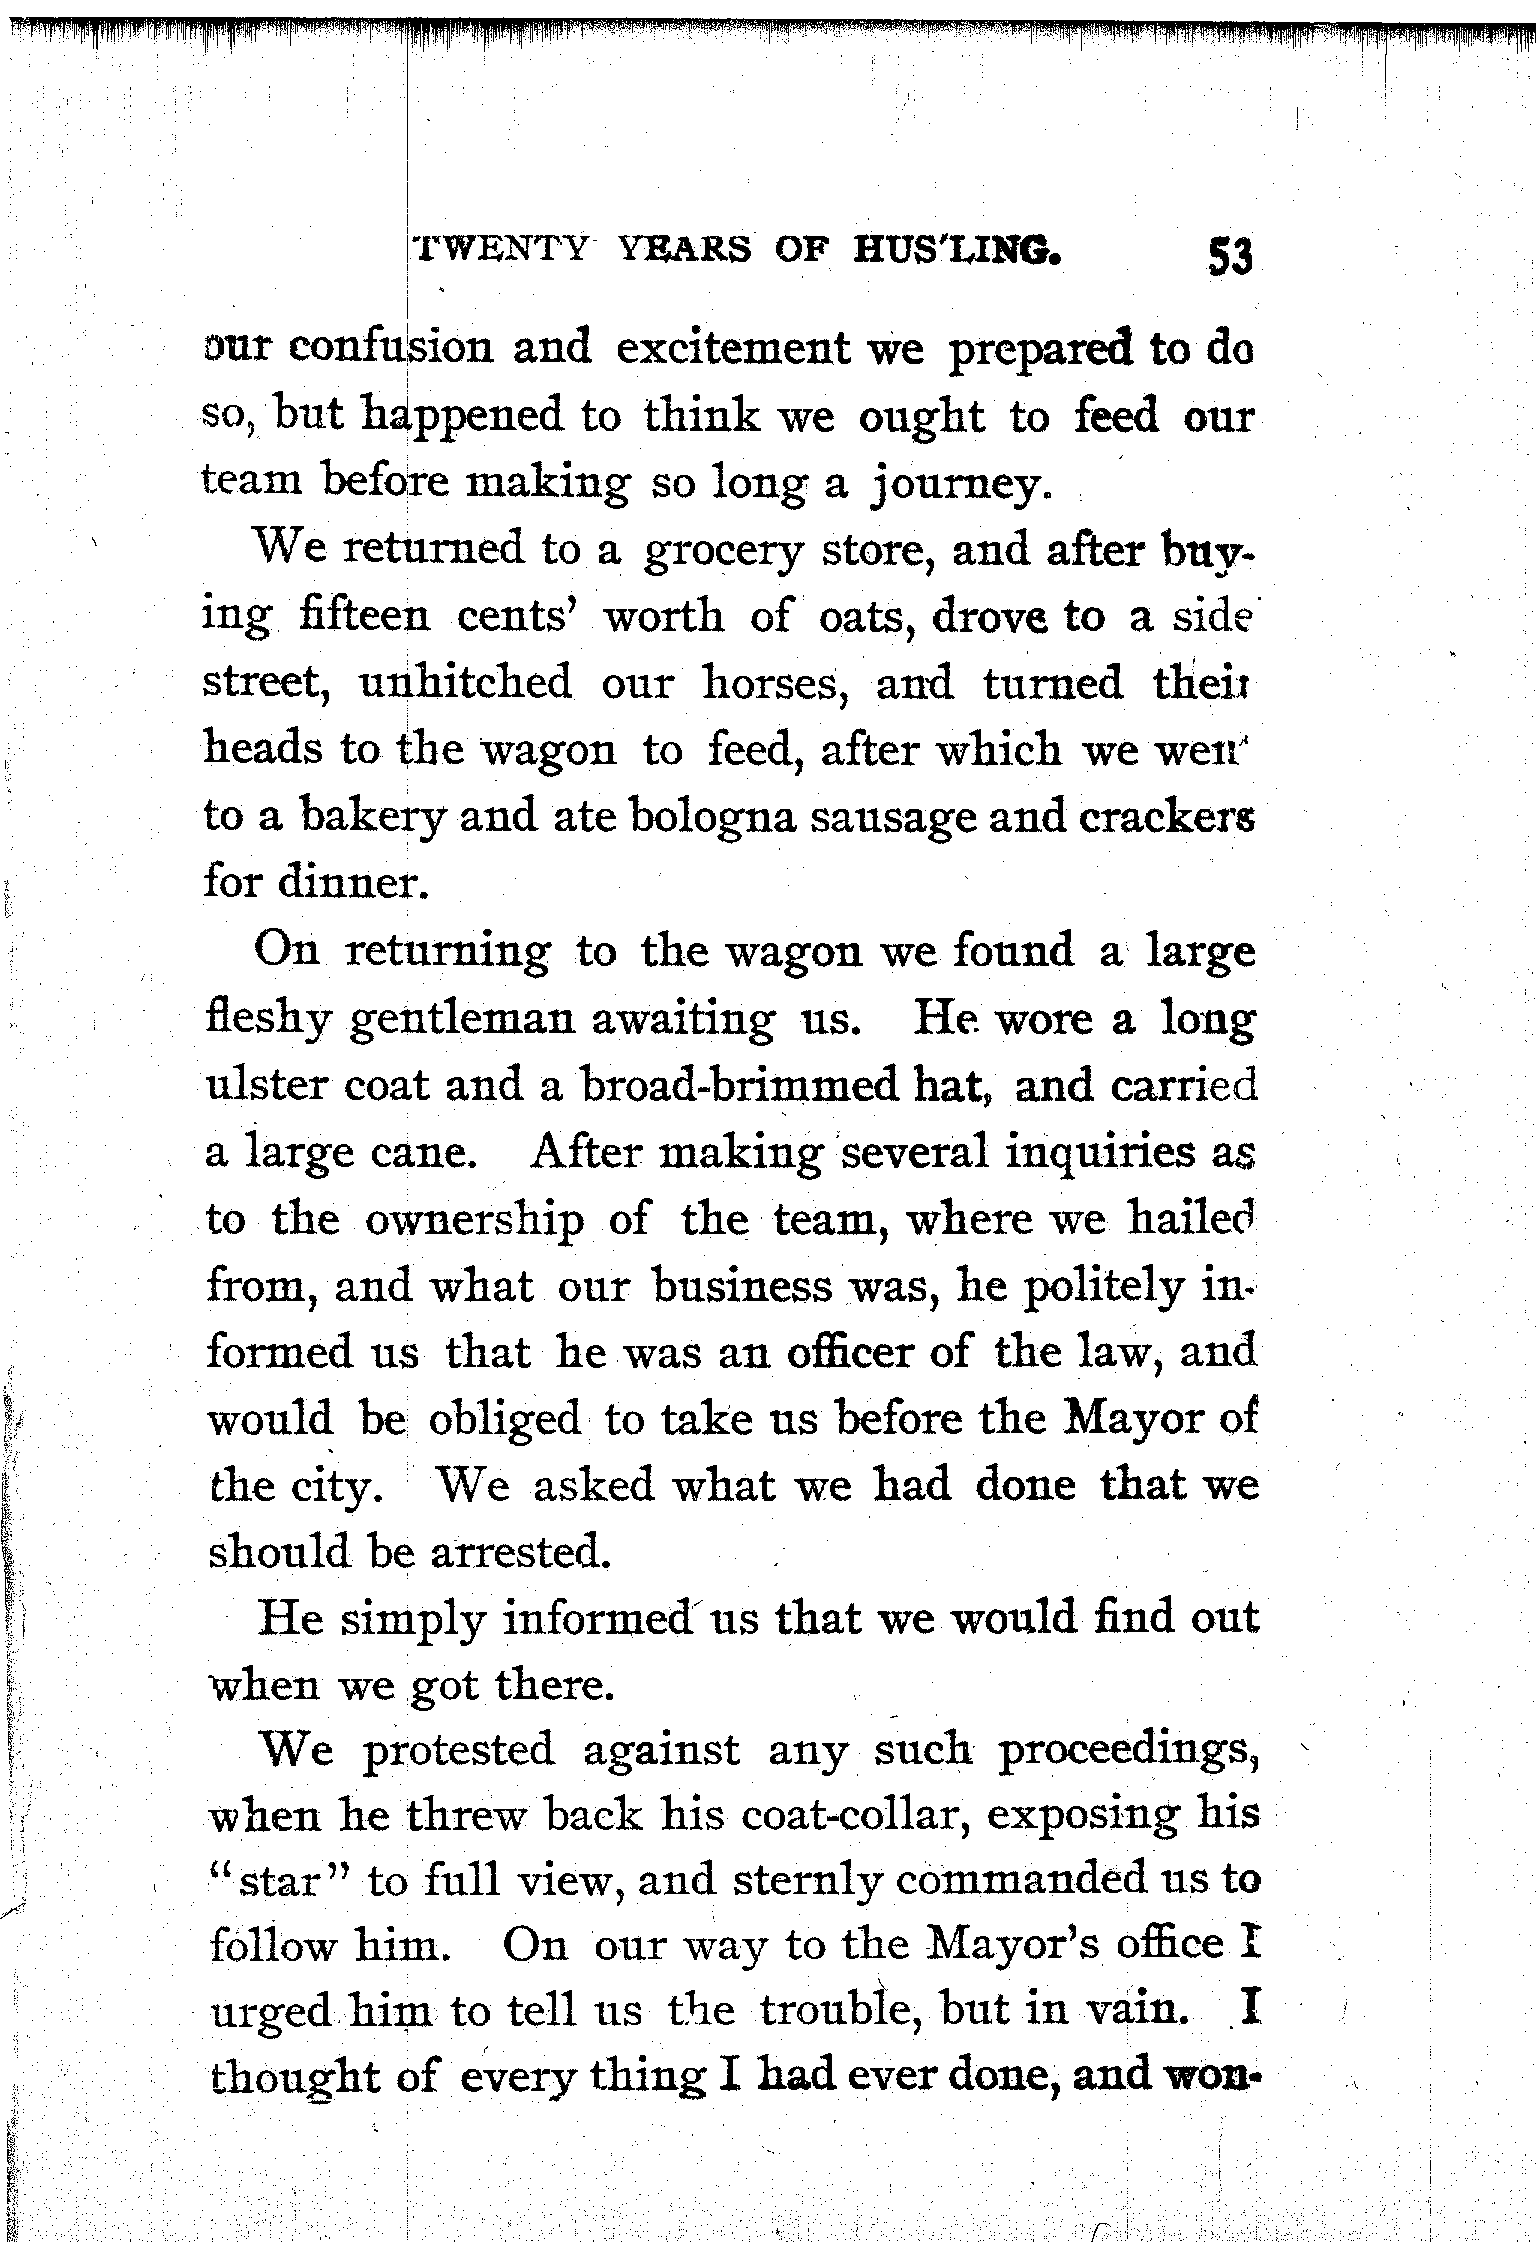 TWENTY YEARS OF HUS'LING. 53
our confusion and excitement we prepared to do
so, but happened to think we ought to feed our
team before making so long a journey.
We returned to a grocery store, and after buy-
ing fifteen cents' worth of oats, drove to a side
street, unhitched our horses, and turned their
heads to the wagon to feed, after which we went
to a bakery and ate bologna sausage and crackers
for dinner.
On returning to the wagon we found a large
fleshy gentleman awaiting us. He wore a long
ulster coat and a broad-brimmed hat, and carried
a large cane. After making several inquiries as
to the ownership of the team, where we hailed
from, and what our business was, he politely in-
formed us that he was an officer of the law, and
would be obliged to take us before the Mayor of
the city. We asked what we had done that we
should be arrested.
He simply informed us that we would find out
when we got there.
We protested against any such proceedings,
when he threw back his coat-collar, exposing his
"star" to full view, and sternly commanded us to
follow him. On our way to the Mayor's office I
urged him to tell us the trouble, but in vain. I
thought of every thing I had ever done, and won-